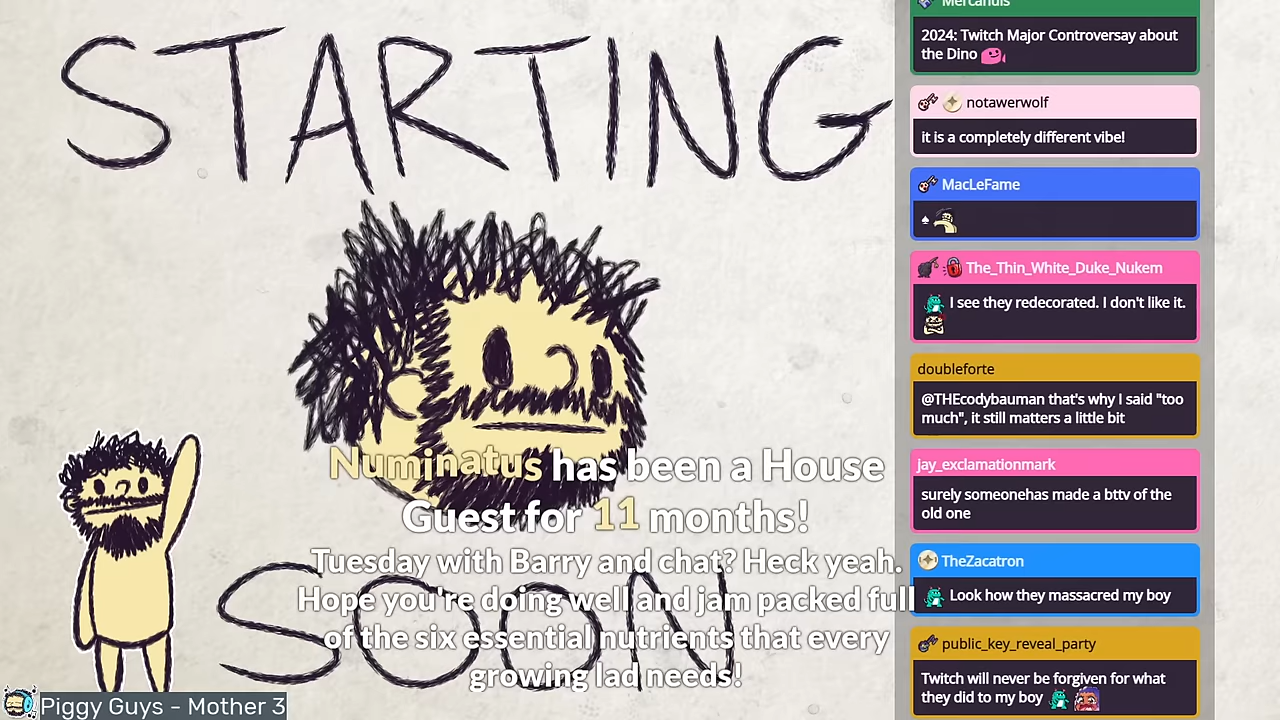 STARTING
SOON
Numinatus has been a House
Guest for 11 months!
Tuesday with Barry and chat? Heck yeah.
Hope you're doing well and jam packed full
of the six essential nutrients that every
growing lad needs!
Piggy Guys - Mother 3
Mercandis
2024: Twitch Major Controversay about
the Dino
notawerwolf
it is a completely different vibe!
MacLeFame
The_Thin_White_Duke_Nukem
I see they redecorated. I don't like it.
doubleforte
@THEcodybauman that's why I said "too
much", it still matters a little bit
jay_exclamationmark
surely someonehas made a bttv of the
old one
TheZacatron
Look how they massacred my boy
public_key_reveal_party
Twitch will never be forgiven for what
they did to my boy